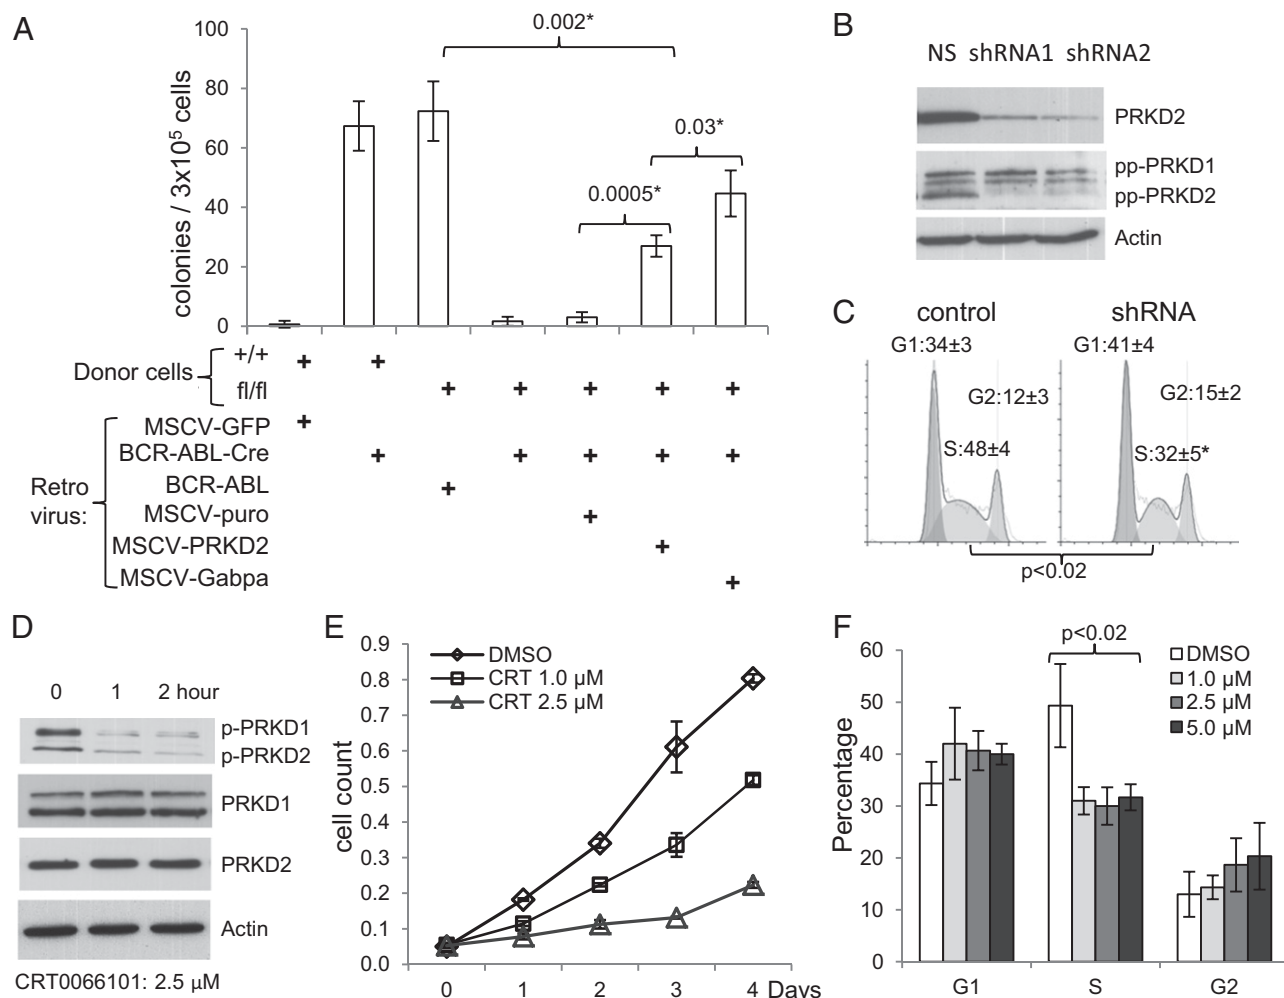 A
colonies / 3x10⁵ cells
100
80
60
40
20
0
0.002*
0.03*
0.0005*
Donor cells
+/+
+ +
fl/fl
+ + + + +
Retro
virus:
MSCV-GFP
+
BCR-ABL-Cre
+ + + + +
BCR-ABL
+
MSCV-puro
+
MSCV-PRKD2
+
MSCV-Gabpa
+
B
NS shRNA1 shRNA2
PRKD2
pp-PRKD1
pp-PRKD2
Actin
C
control
shRNA
G1:34±3
G2:12±3
S:48±4
G1:41±4
G2:15±2
S:32±5*
p<0.02
D
0 1 2 hour
p-PRKD1
p-PRKD2
PRKD1
PRKD2
Actin
CRT0066101: 2.5 µM
E
cell count
0.9
0.8
0.7
0.6
0.5
0.4
0.3
0.2
0.1
0.0
DMSO
CRT 1.0 µM
CRT 2.5 µM
0 1 2 3 4 Days
F
Percentage
60
50
40
30
20
10
0
p<0.02
DMSO
1.0 µM
2.5 µM
5.0 µM
G1 S G2